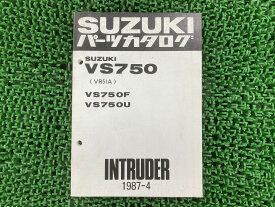 SUZUKI
パーツカタログ
SUZUKI
VS750
(VR51A)
VS750F
VS750U
INTRUDER
1987-4